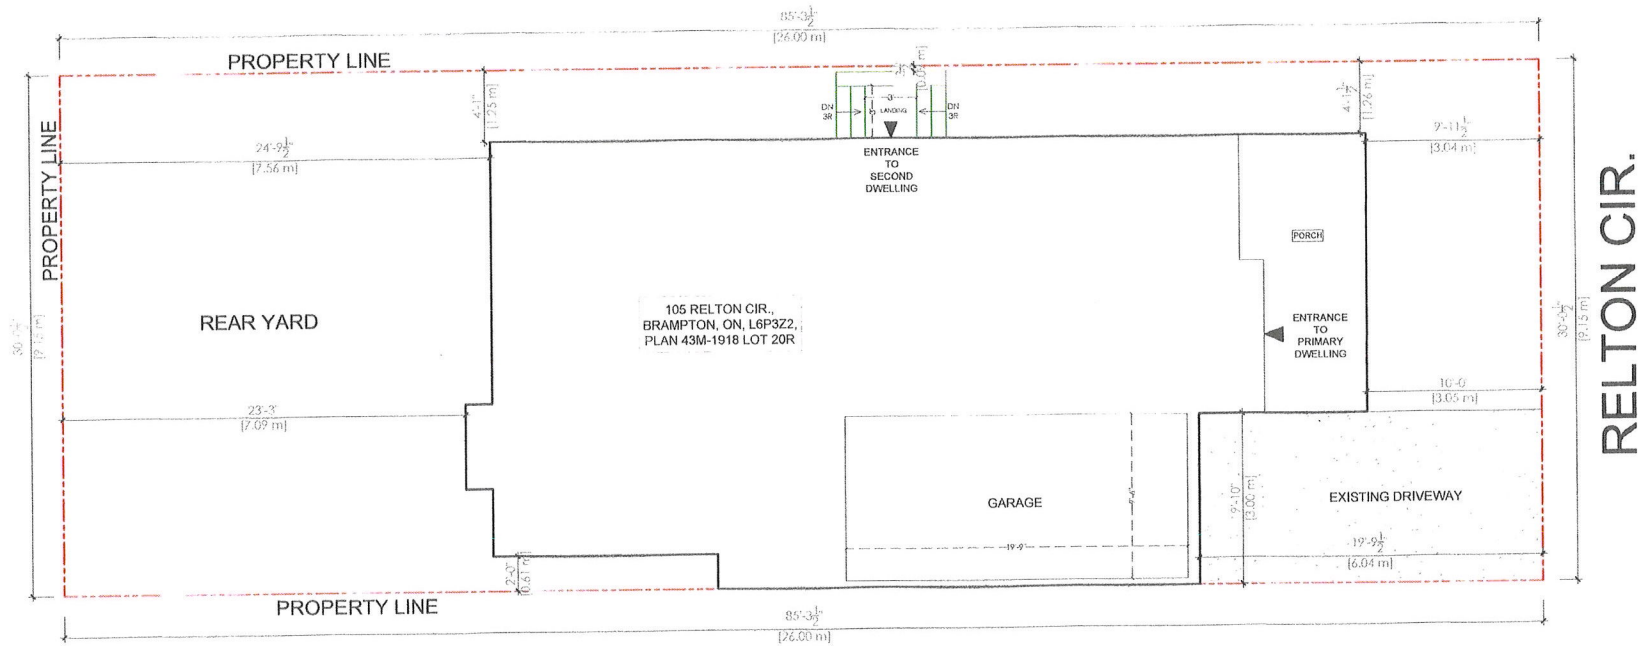 85'-3½"
[26.00 m]
PROPERTY LINE
4'-1"
[1.25 m]
DN
3R
LANDING
DN
3R
4'-1½"
[1.26 m]
9'-11½"
[3.04 m]
24'-9½"
[7.56 m]
ENTRANCE
TO
SECOND
DWELLING
PROPERTY LINE
PORCH
RELTON CIR.
REAR YARD
105 RELTON CIR.,
BRAMPTON, ON, L6P3Z2,
PLAN 43M-1918 LOT 20R
ENTRANCE
TO
PRIMARY
DWELLING
30'-0½"
[9.15 m]
[9.15 m]
23'-3"
[7.09 m]
10'-0"
[3.05 m]
GARAGE
9'-10"
[3.00 m]
EXISTING DRIVEWAY
19'-9"
19'-9½"
[6.04 m]
2'-0"
[0.61 m]
PROPERTY LINE
85'-3½"
[26.00 m]